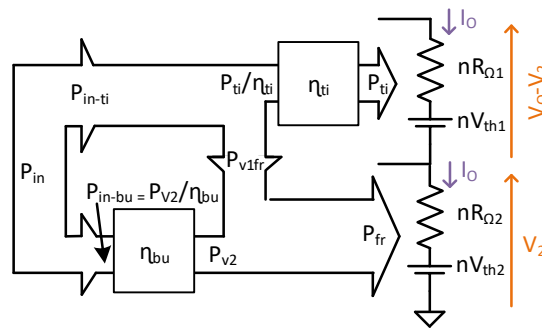 I_O
P_ti/η_ti
η_ti
P_ti
nR_Ω1
V_O-V_2
P_in-ti
nV_th1
P_in
P_v1fr
I_O
P_in-bu = P_V2/η_bu
nR_Ω2
P_fr
η_bu
P_v2
V_2
nV_th2